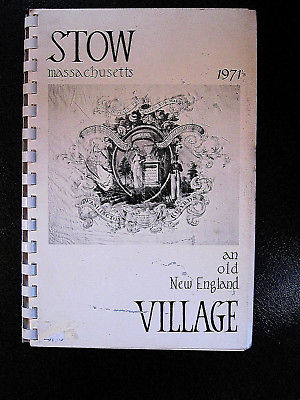 STOW
massachusetts 1971
an
old
New England
VILLAGE